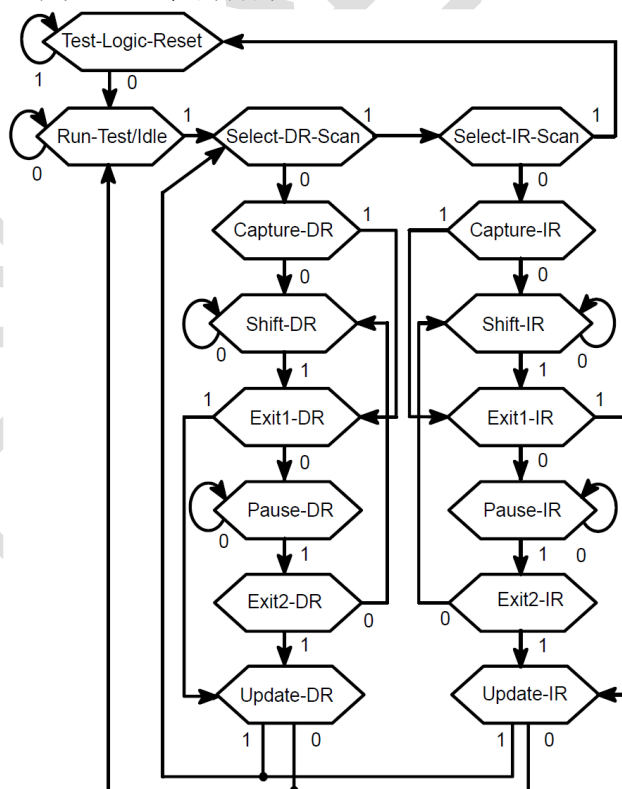 Test-Logic-Reset
1
0
Run-Test/Idle
1
Select-DR-Scan
1
Select-IR-Scan
1
0
0
0
Capture-DR
1
1
Capture-IR
0
0
Shift-DR
Shift-IR
0
0
1
1
1
Exit1-DR
Exit1-IR
1
0
0
Pause-DR
Pause-IR
0
0
1
1
Exit2-DR
Exit2-IR
0
0
1
1
Update-DR
Update-IR
1
0
1
0